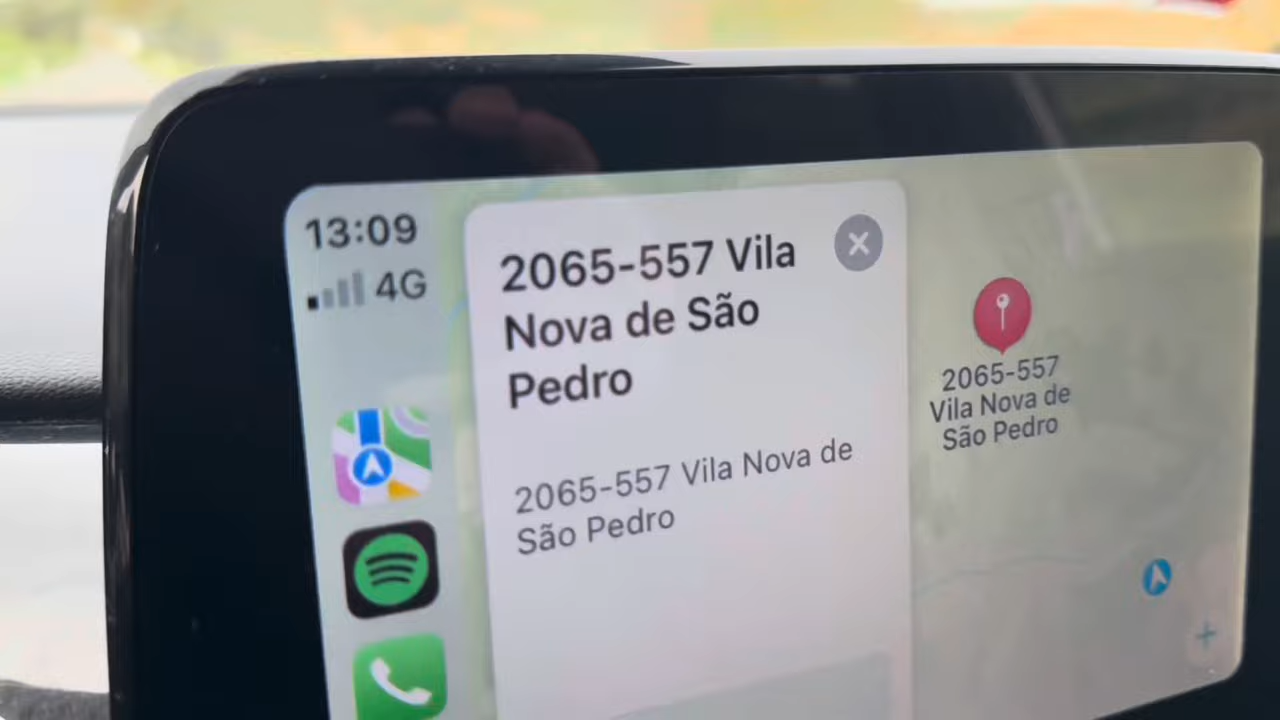 13:09
4G
2065-557 Vila
Nova de São
Pedro
2065-557 Vila Nova de
São Pedro
2065-557
Vila Nova de
São Pedro